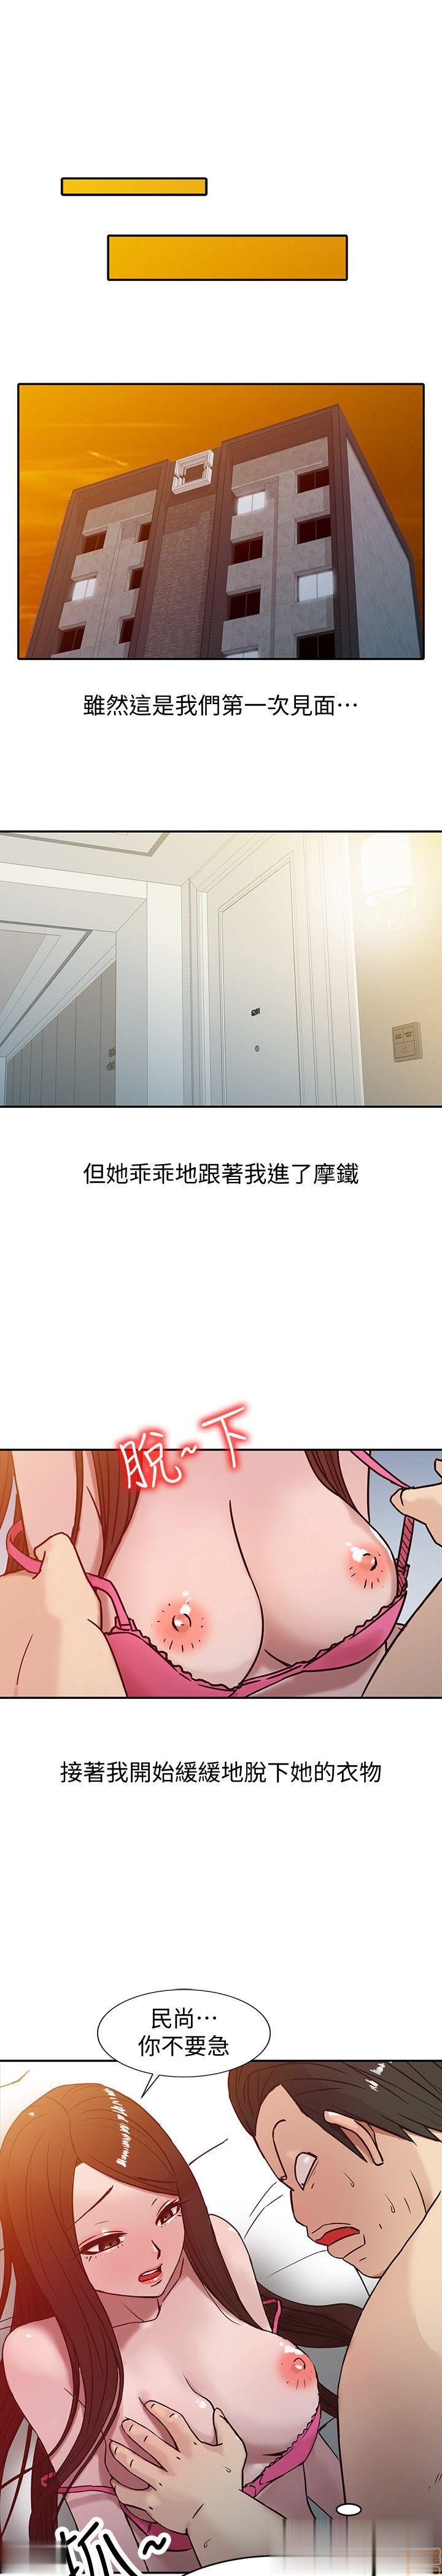 雖然這是我們第一次見面…
但她乖乖地跟著我進了摩鐵
脫~下
接著我開始緩緩地脫下她的衣物
民尚…
你不要急
抓~